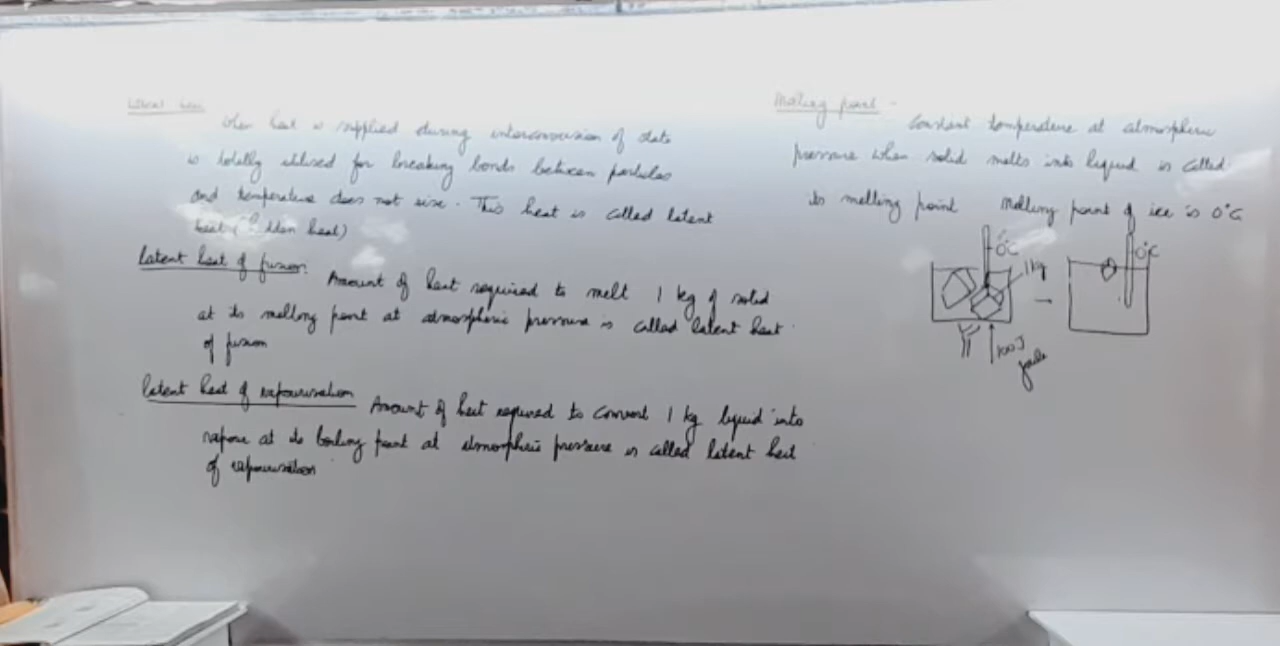 Latent heat
When heat is supplied during interconversion of state
is totally utilised for breaking bonds between particles
and temperature does not rise. This heat is called latent
heat (Hidden heat)
latent heat of fusion Amount of heat required to melt 1 kg of solid
at its melting point at atmospheric pressure is called latent heat
of fusion
latent heat of vapourisation Amount of heat required to convert 1 kg liquid into
vapour at its boiling point at atmospheric pressure is called latent heat
of vapourisation
Melting point -
Constant temperature at atmospheric
pressure when solid melts into liquid is called
its melting point Melting point of ice is 0°C
0°C
1kg
0°C
100J
joule